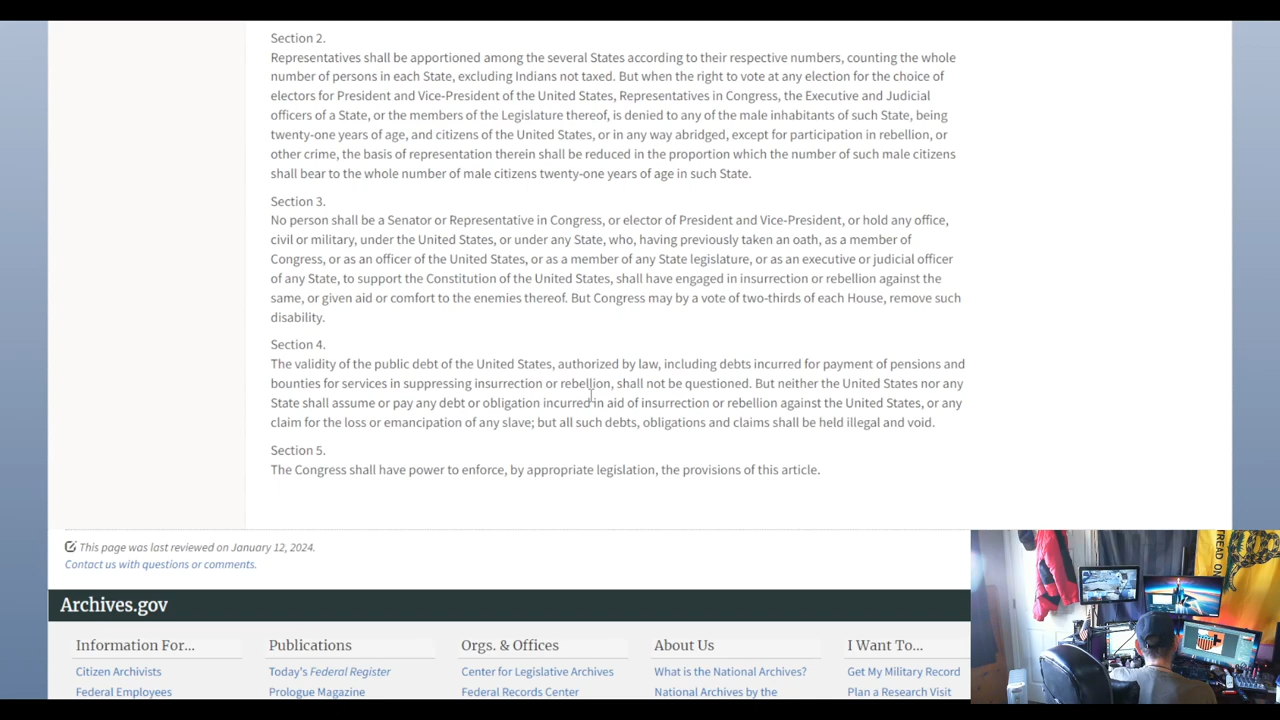 Section 2.
Representatives shall be apportioned among the several States according to their respective numbers, counting the whole
number of persons in each State, excluding Indians not taxed. But when the right to vote at any election for the choice of
electors for President and Vice-President of the United States, Representatives in Congress, the Executive and Judicial
officers of a State, or the members of the Legislature thereof, is denied to any of the male inhabitants of such State, being
twenty-one years of age, and citizens of the United States, or in any way abridged, except for participation in rebellion, or
other crime, the basis of representation therein shall be reduced in the proportion which the number of such male citizens
shall bear to the whole number of male citizens twenty-one years of age in such State.
Section 3.
No person shall be a Senator or Representative in Congress, or elector of President and Vice-President, or hold any office,
civil or military, under the United States, or under any State, who, having previously taken an oath, as a member of
Congress, or as an officer of the United States, or as a member of any State legislature, or as an executive or judicial officer
of any State, to support the Constitution of the United States, shall have engaged in insurrection or rebellion against the
same, or given aid or comfort to the enemies thereof. But Congress may by a vote of two-thirds of each House, remove such
disability.
Section 4.
The validity of the public debt of the United States, authorized by law, including debts incurred for payment of pensions and
bounties for services in suppressing insurrection or rebellion, shall not be questioned. But neither the United States nor any
State shall assume or pay any debt or obligation incurred in aid of insurrection or rebellion against the United States, or any
claim for the loss or emancipation of any slave; but all such debts, obligations and claims shall be held illegal and void.
Section 5.
The Congress shall have power to enforce, by appropriate legislation, the provisions of this article.
This page was last reviewed on January 12, 2024.
Contact us with questions or comments.
Archives.gov
Information For... Publications Orgs. & Offices About Us I Want To...
Citizen Archivists Today's Federal Register Center for Legislative Archives What is the National Archives? Get My Military Record
Federal Employees Prologue Magazine Federal Records Center National Archives by the Plan a Research Visit
TREAD ON